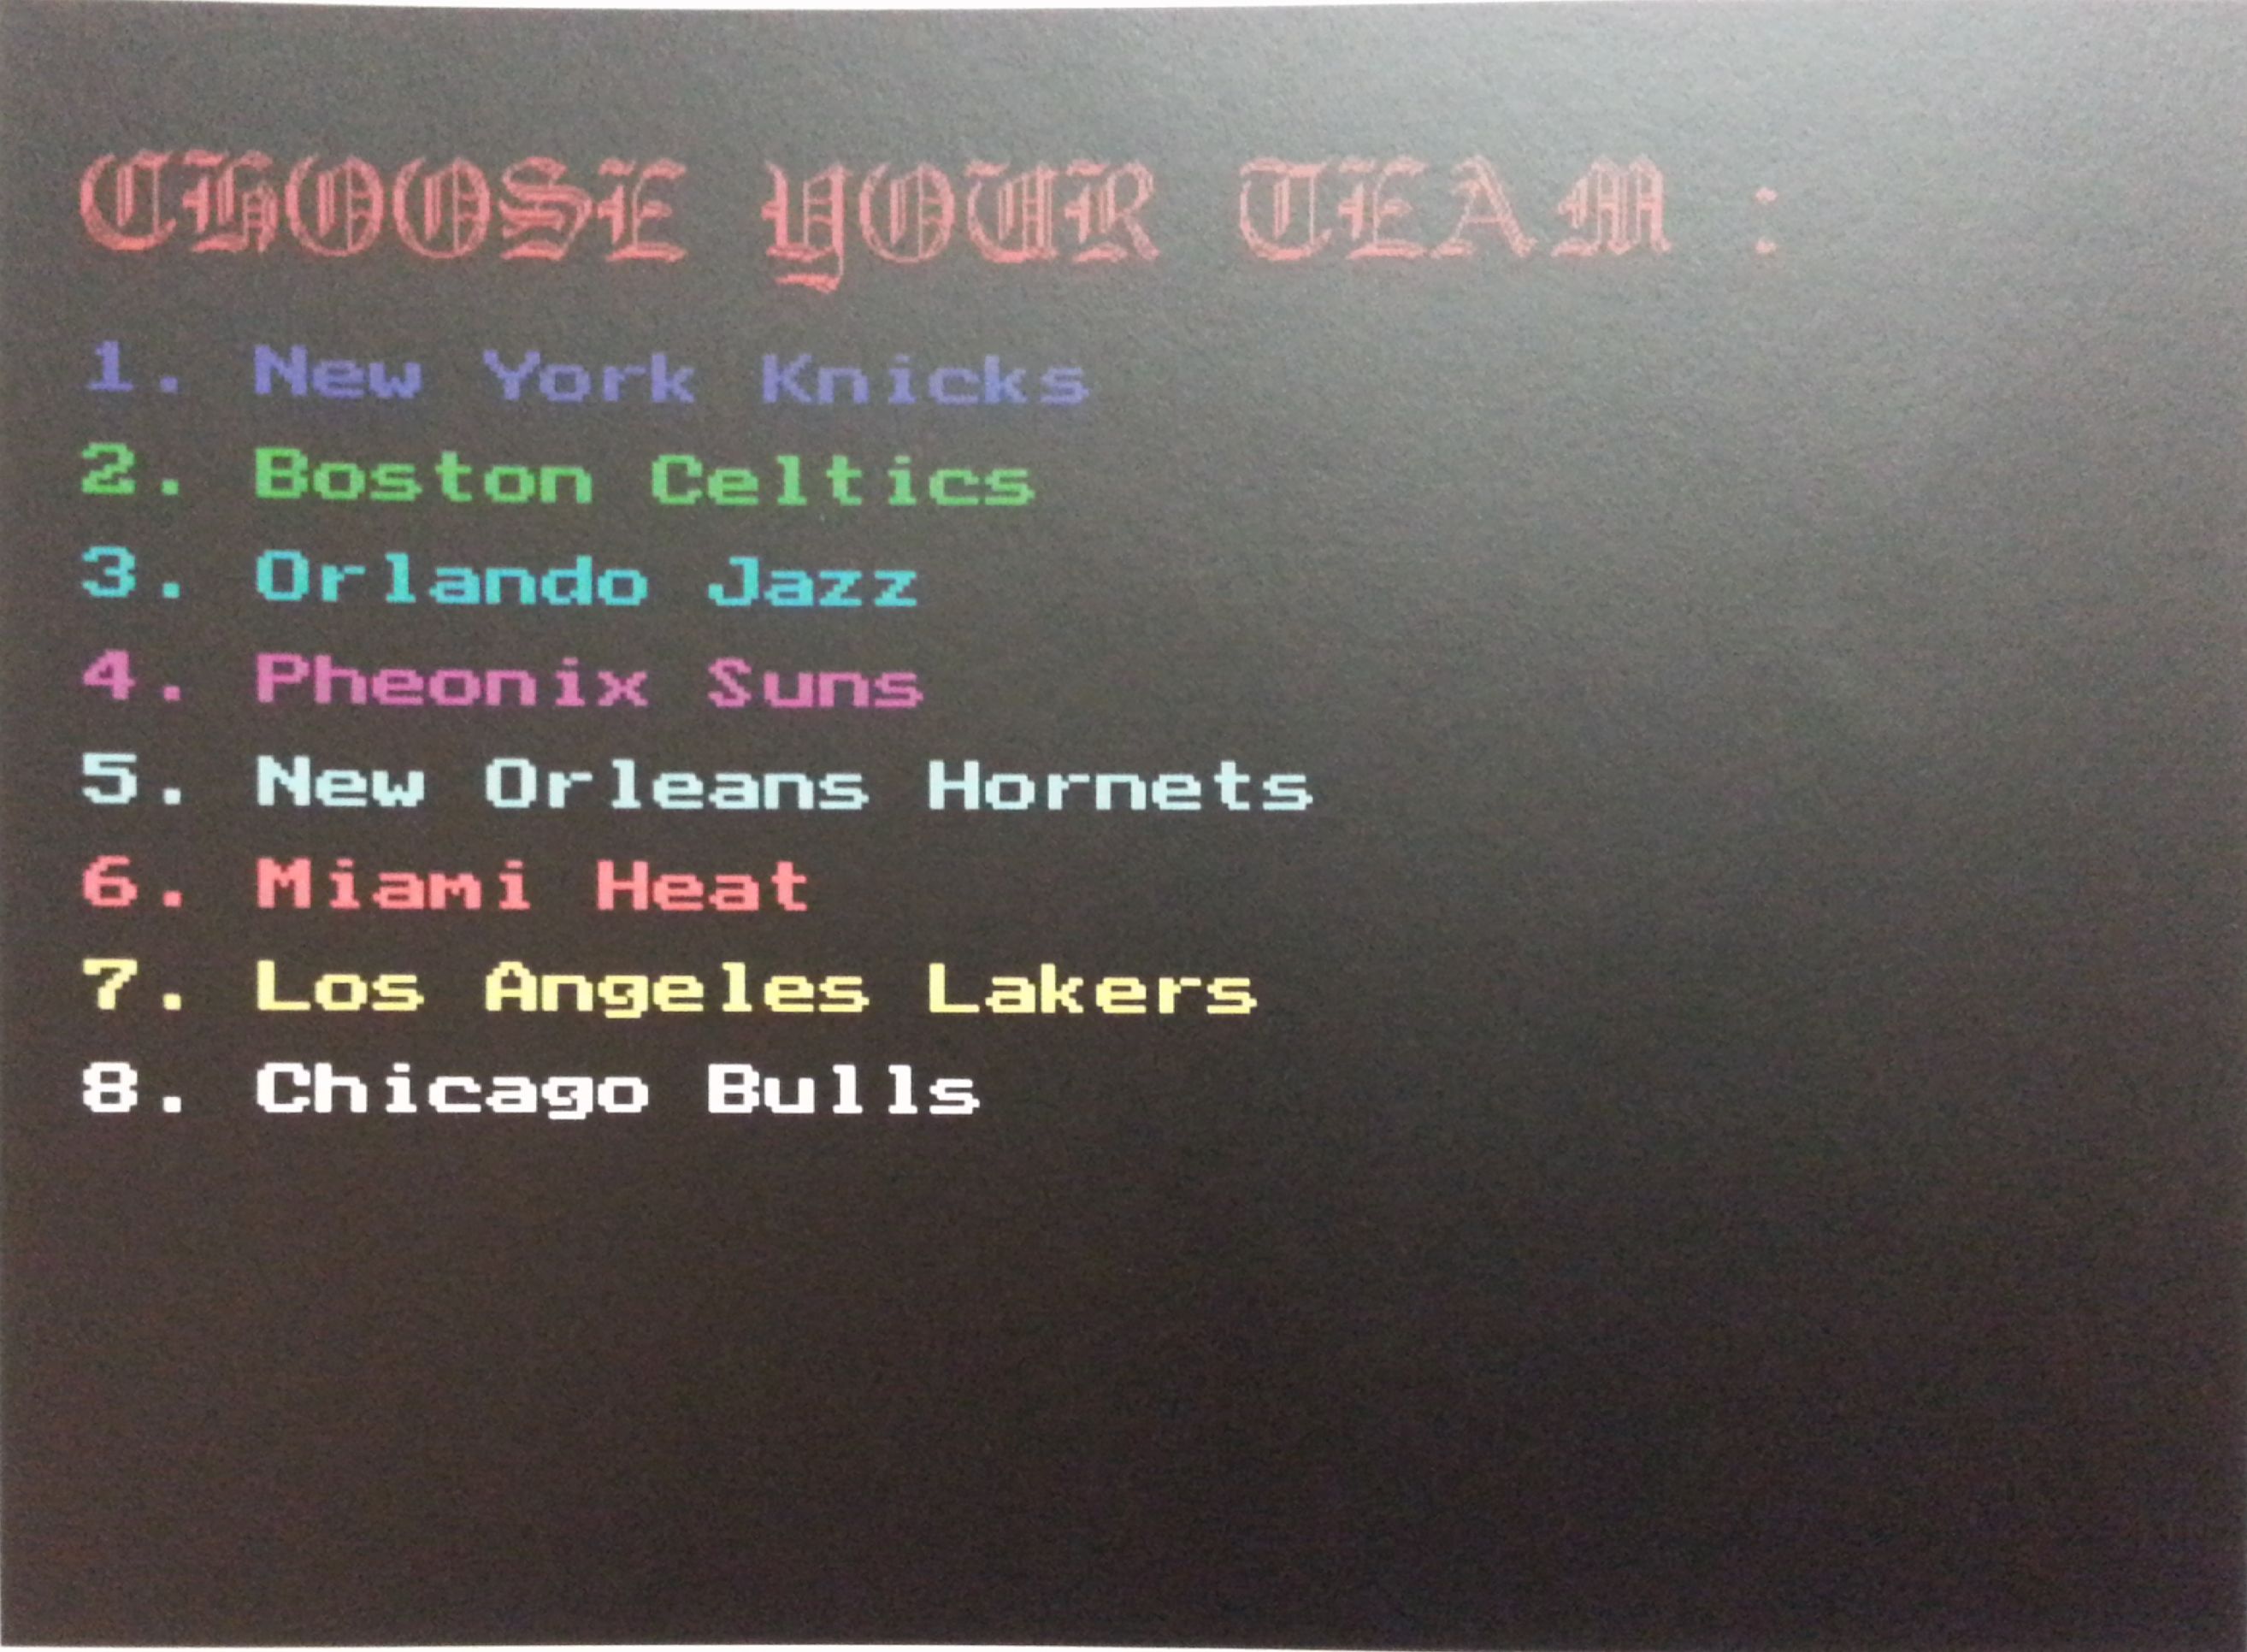 CHOOSE YOUR TEAM :
1. New York Knicks
2. Boston Celtics
3. Orlando Jazz
4. Pheonix Suns
5. New Orleans Hornets
6. Miami Heat
7. Los Angeles Lakers
8. Chicago Bulls